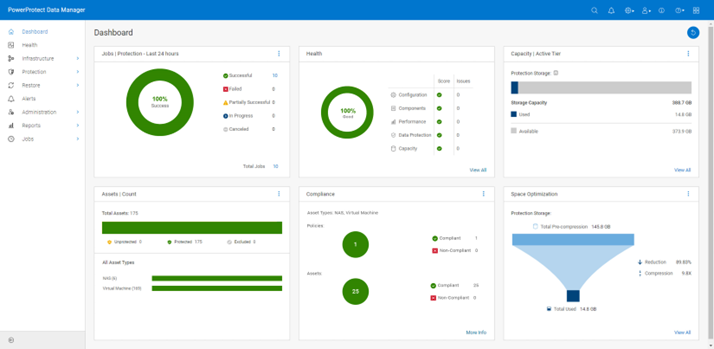 PowerProtect Data Manager
Dashboard
Health
Infrastructure
Protection
Restore
Alerts
Administration
Reports
Jobs
Dashboard
Jobs | Protection - Last 24 hours
100%
Success
Successful 10
Failed 0
Partially Successful 0
In Progress 0
Canceled 0
Total Jobs 10
Health
100%
Good
Score Issues
Configuration 0
Components 0
Performance 0
Data Protection 0
Capacity 0
View All
Capacity | Active Tier
Protection Storage:
Storage Capacity 388.7 GB
Used 14.8 GB
Available 373.9 GB
View All
Assets | Count
Total Assets: 175
Unprotected 0 Protected 175 Excluded 0
All Asset Types
NAS (6)
Virtual Machine (169)
Compliance
Asset Types: NAS, Virtual Machine
Policies:
1
Compliant 1
Non-Compliant 0
Assets:
25
Compliant 25
Non-Compliant 0
More Info
Space Optimization
Protection Storage:
Total Pre-compression 145.8 GB
Reduction 89.83%
Compression 9.8X
Total Used 14.8 GB
View All